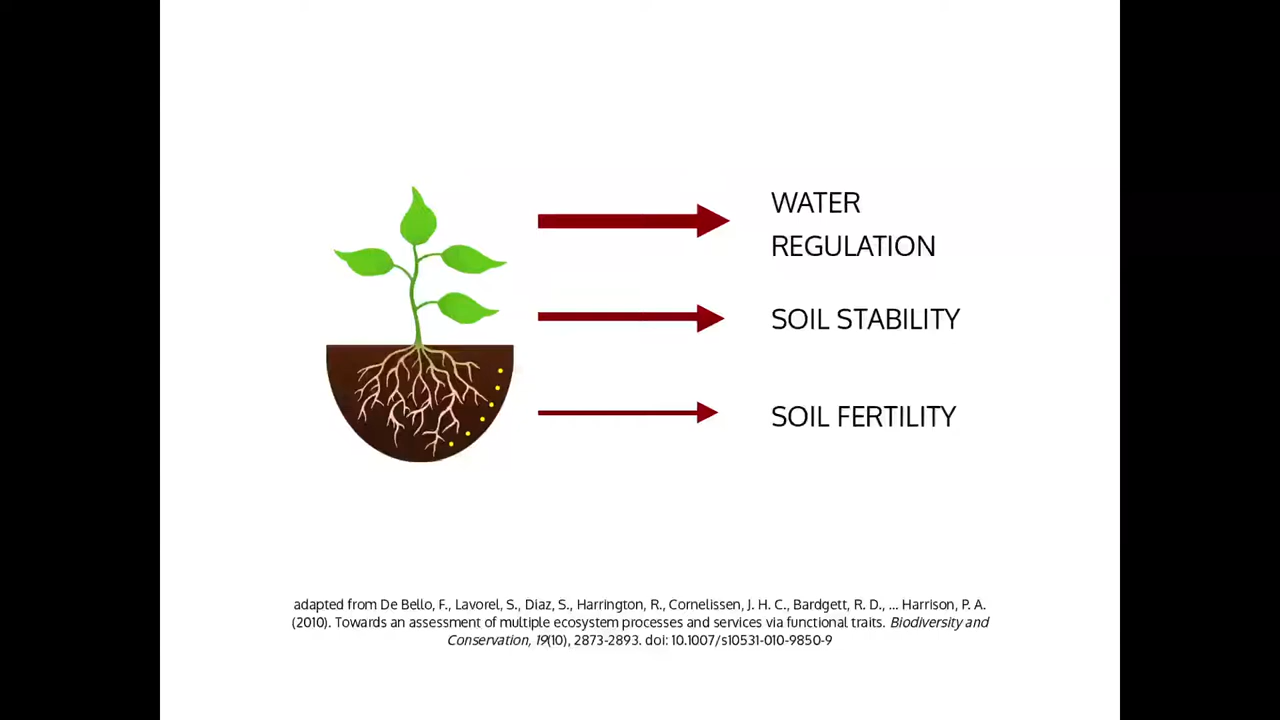 WATER
REGULATION
SOIL STABILITY
SOIL FERTILITY
adapted from De Bello, F., Lavorel, S., Diaz, S., Harrington, R., Cornelissen, J. H. C., Bardgett, R. D., ... Harrison, P. A.
(2010). Towards an assessment of multiple ecosystem processes and services via functional traits. Biodiversity and
Conservation, 19(10), 2873-2893. doi: 10.1007/s10531-010-9850-9